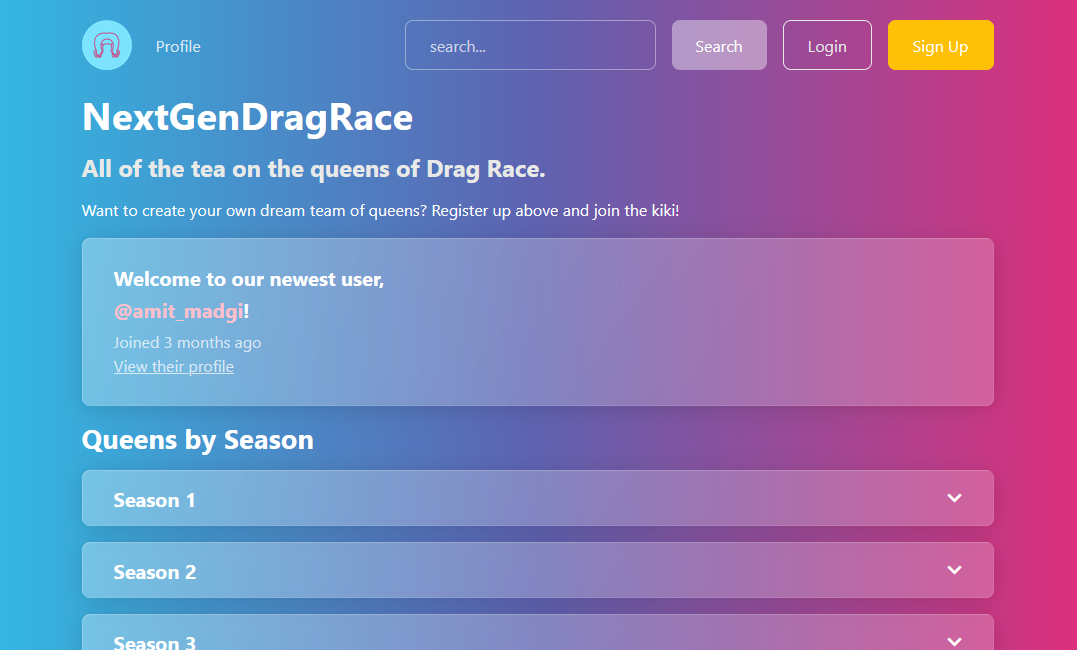 Profile
search...
Search
Login
Sign Up
NextGenDragRace
All of the tea on the queens of Drag Race.
Want to create your own dream team of queens? Register up above and join the kiki!
Welcome to our newest user,
@amit_madgi!
Joined 3 months ago
View their profile
Queens by Season
Season 1
Season 2
Season 3